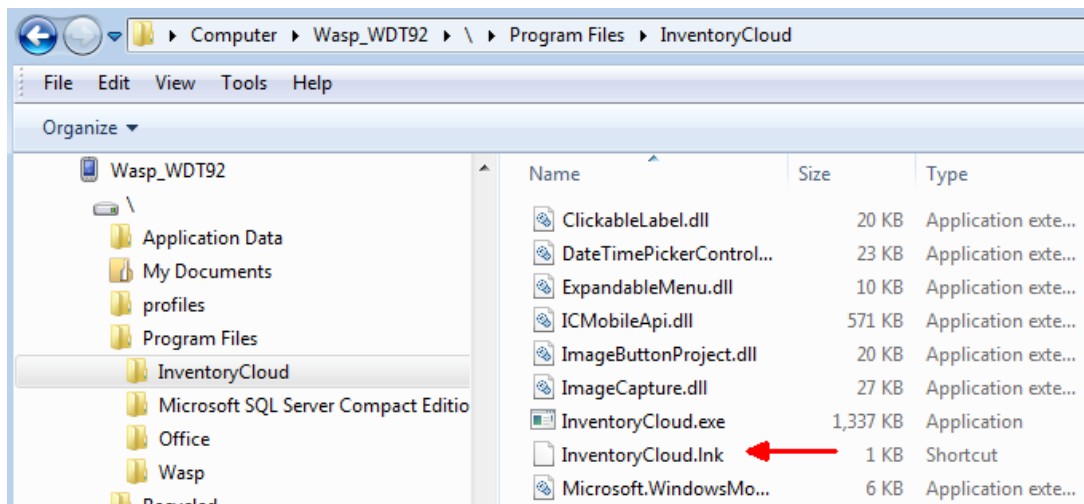 Computer Wasp_WDT92 \ Program Files InventoryCloud
File Edit View Tools Help
Organize
Wasp_WDT92
\
Application Data
My Documents
profiles
Program Files
InventoryCloud
Microsoft SQL Server Compact Editio
Office
Wasp
Name Size Type
ClickableLabel.dll 20 KB Application exte...
DateTimePickerControl... 23 KB Application exte...
ExpandableMenu.dll 10 KB Application exte...
ICMobileApi.dll 571 KB Application exte...
ImageButtonProject.dll 20 KB Application exte...
ImageCapture.dll 27 KB Application exte...
InventoryCloud.exe 1,337 KB Application
InventoryCloud.lnk 1 KB Shortcut
Microsoft.WindowsMo... 6 KB Application exte...